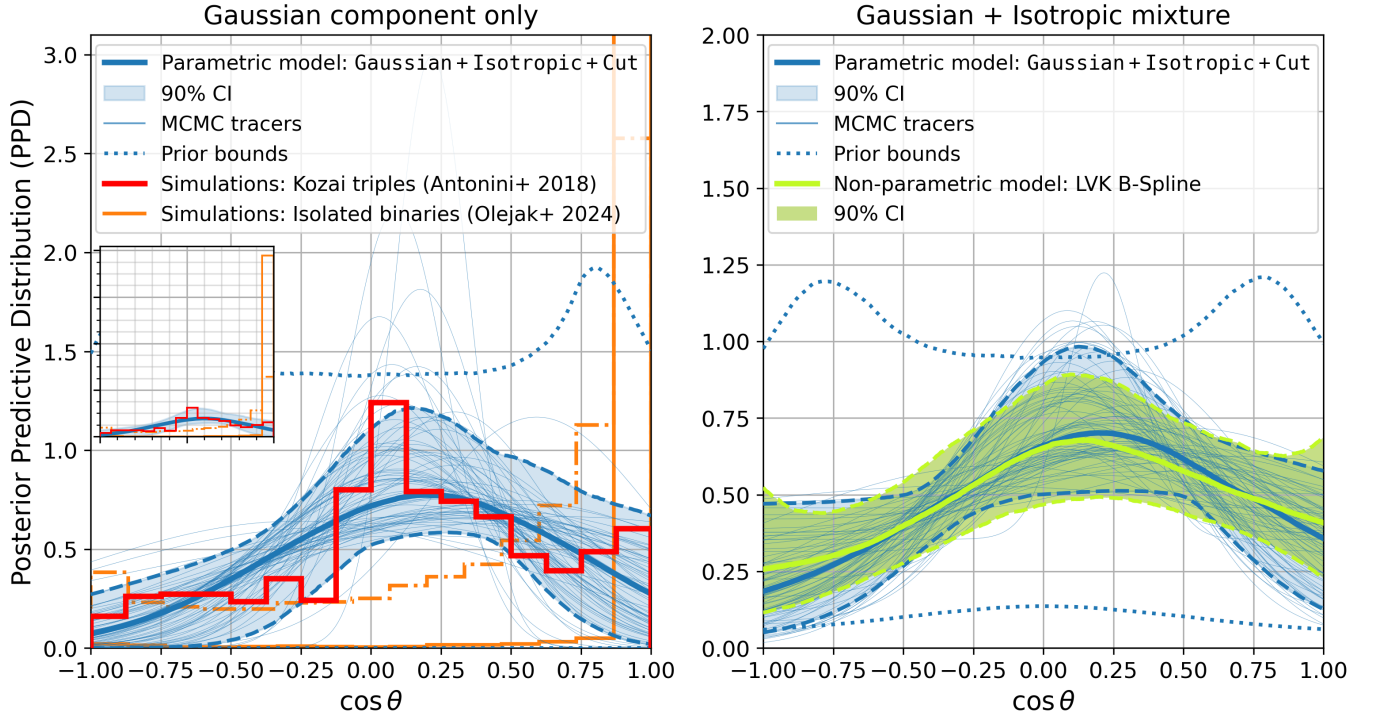 Gaussian component only
Posterior Predictive Distribution (PPD)
3.0
2.5
2.0
1.5
1.0
0.5
0.0
Parametric model: Gaussian+Isotropic+Cut
90% CI
MCMC tracers
Prior bounds
Simulations: Kozai triples (Antonini+ 2018)
Simulations: Isolated binaries (Olejak+ 2024)
−1.00 −0.75 −0.50 −0.25 0.00 0.25 0.50 0.75 1.00
cos θ
Gaussian + Isotropic mixture
2.00
1.75
1.50
1.25
1.00
0.75
0.50
0.25
0.00
Parametric model: Gaussian+Isotropic+Cut
90% CI
MCMC tracers
Prior bounds
Non-parametric model: LVK B-Spline
90% CI
−1.00 −0.75 −0.50 −0.25 0.00 0.25 0.50 0.75 1.00
cos θ